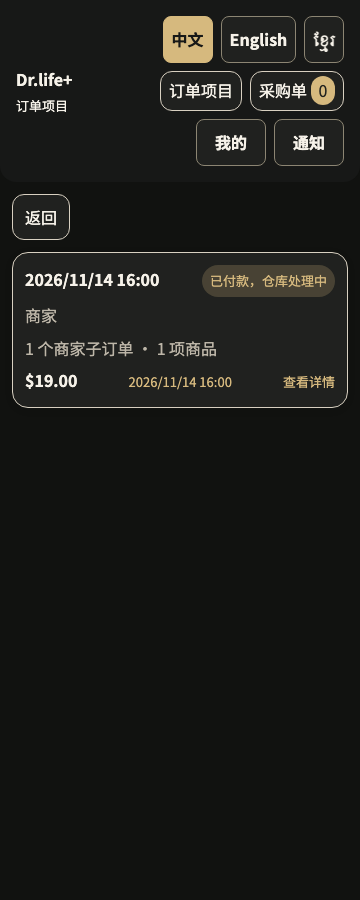 中文 English ខ្មែរ
Dr.life+
订单项目
订单项目 采购单 0
我的 通知
返回
2026/11/14 16:00 已付款，仓库处理中
商家
1 个商家子订单 · 1 项商品
$19.00 2026/11/14 16:00 查看详情